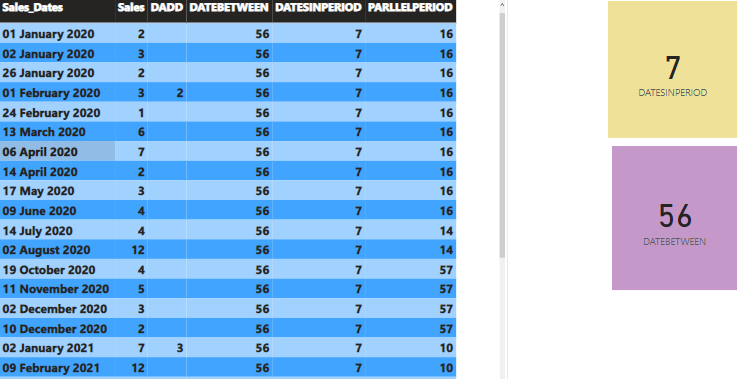 Sales_Dates Sales DADD DATEBETWEEN DATESINPERIOD PARLLELPERIOD
01 January 2020 2 56 7 16
02 January 2020 3 56 7 16
26 January 2020 2 56 7 16
01 February 2020 3 2 56 7 16
24 February 2020 1 56 7 16
13 March 2020 6 56 7 16
06 April 2020 7 56 7 16
14 April 2020 2 56 7 16
17 May 2020 3 56 7 16
09 June 2020 4 56 7 16
14 July 2020 4 56 7 14
02 August 2020 12 56 7 14
19 October 2020 4 56 7 57
11 November 2020 5 56 7 57
02 December 2020 3 56 7 57
10 December 2020 2 56 7 57
02 January 2021 7 3 56 7 10
09 February 2021 12 56 7 10
7
DATESINPERIOD
56
DATEBETWEEN